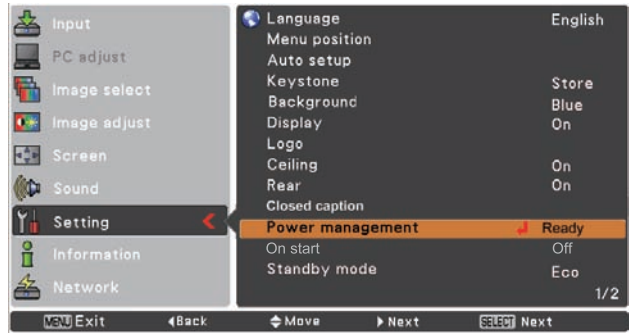 Input
PC adjust
Image select
Image adjust
Screen
Sound
Setting
Information
Network
Language English
Menu position
Auto setup
Keystone Store
Background Blue
Display On
Logo
Ceiling On
Rear On
Closed caption
Power management Ready
On start Off
Standby mode Eco
1/2
MENU Exit Back Move Next SELECT Next